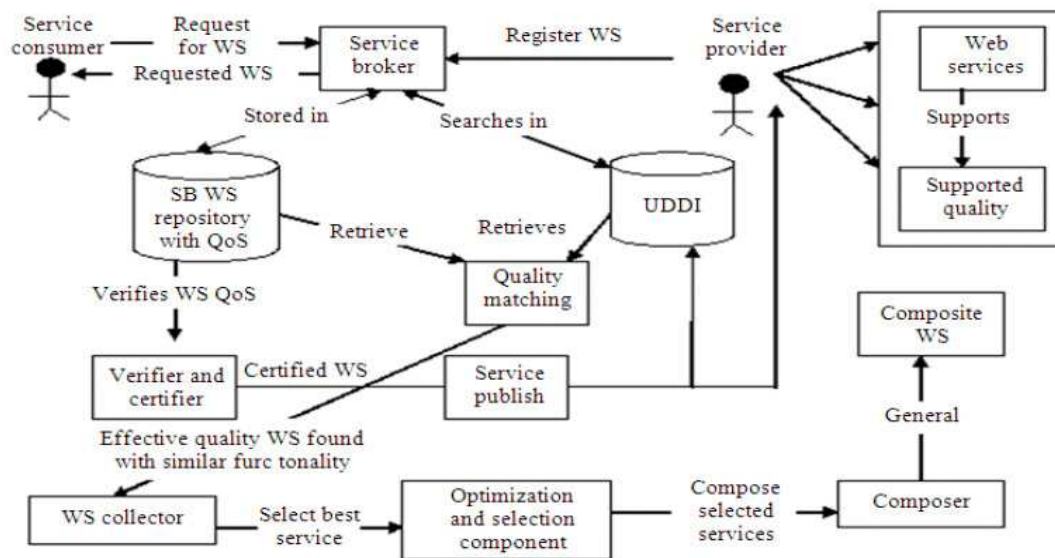 Service
consumer
Request
for WS
Requested WS
Service
broker
Register WS
Service
provider
Web
services
Supports
Supported
quality
Stored in
Searches in
SB WS
repository
with QoS
UDDI
Retrieve
Retrieves
Quality
matching
Verifies WS QoS
Composite
WS
Verifier and
certifier
Certified WS
Service
publish
General
Effective quality WS found
with similar furc tonality
WS collector
Select best
service
Optimization
and selection
component
Compose
selected
services
Composer